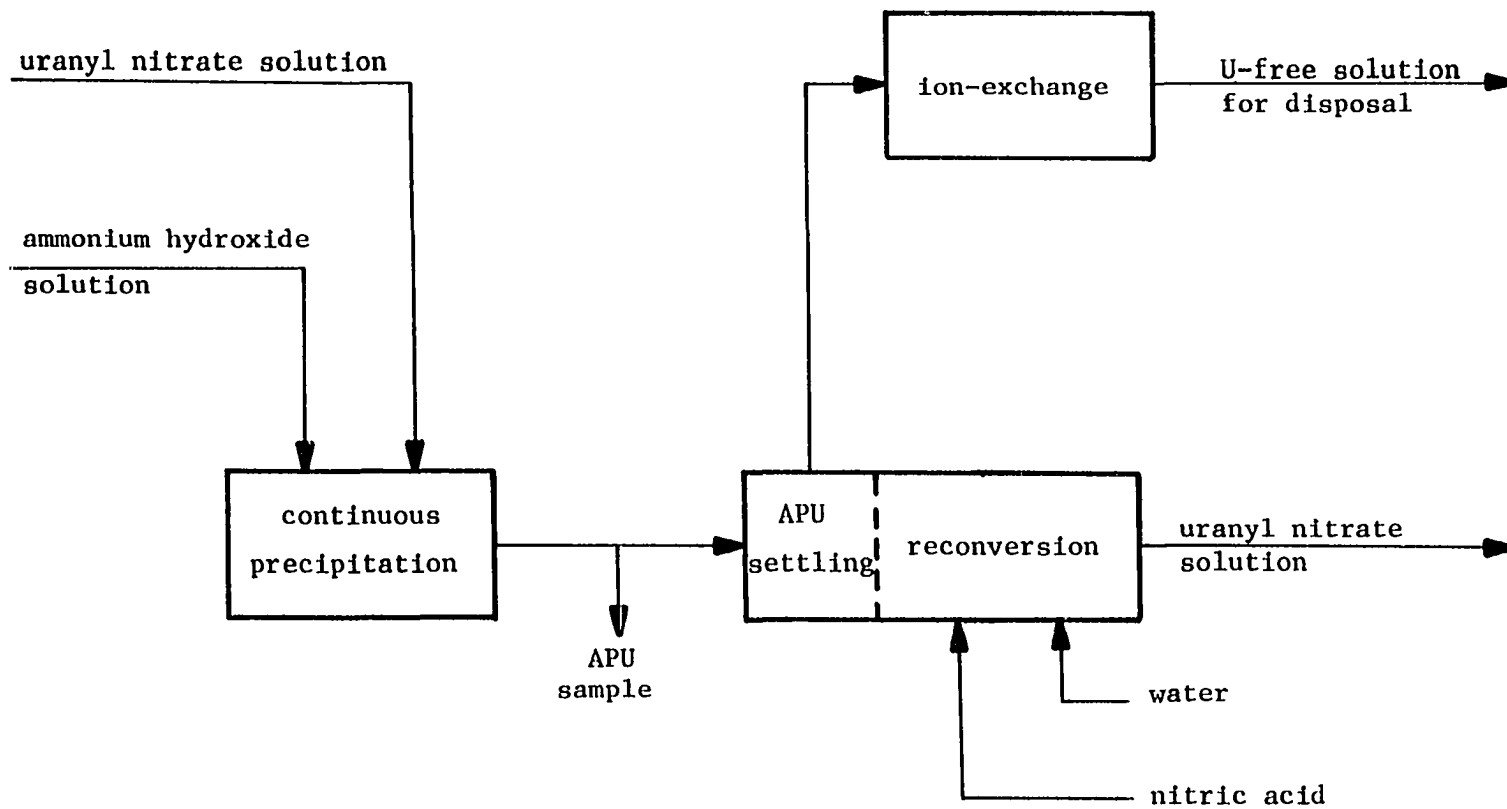 uranyl nitrate solution
ammonium hydroxide
solution
ion-exchange
U-free solution
for disposal
continuous
precipitation
APU
sample
APU
settling
reconversion
uranyl nitrate
solution
water
nitric acid